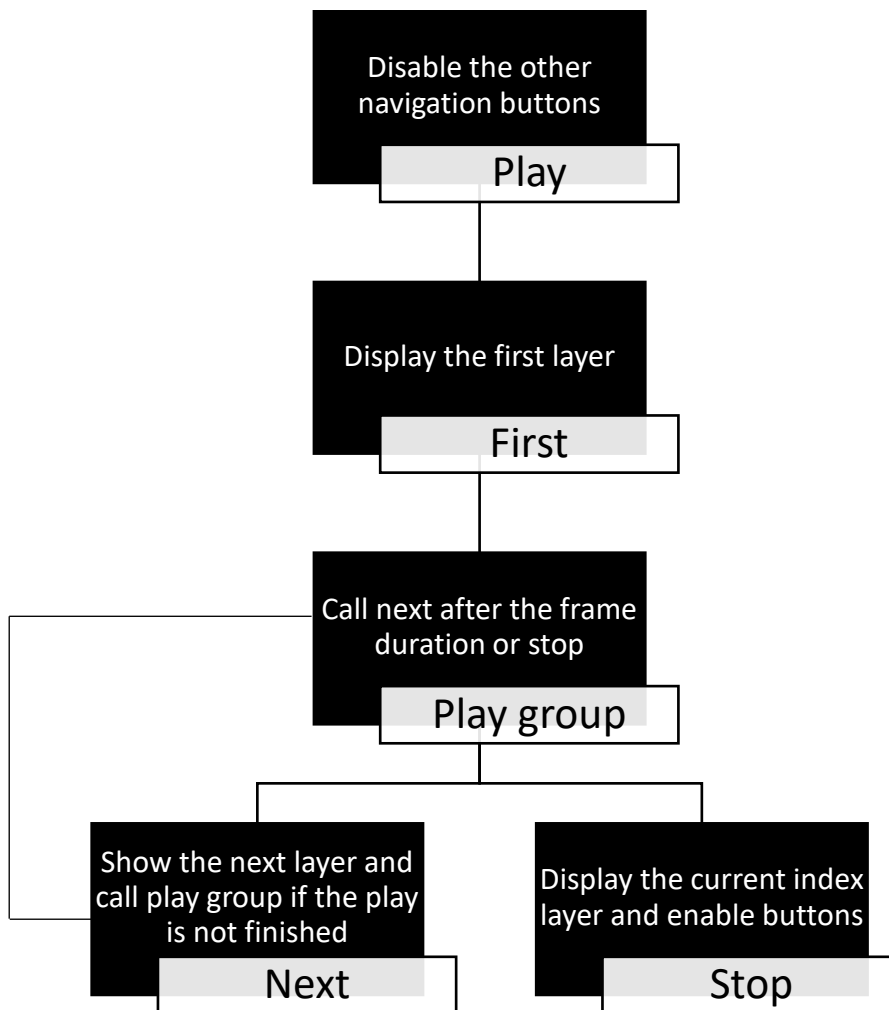 Disable the other
navigation buttons
Play
Display the first layer
First
Call next after the frame
duration or stop
Play group
Show the next layer and
call play group if the play
is not finished
Next
Display the current index
layer and enable buttons
Stop